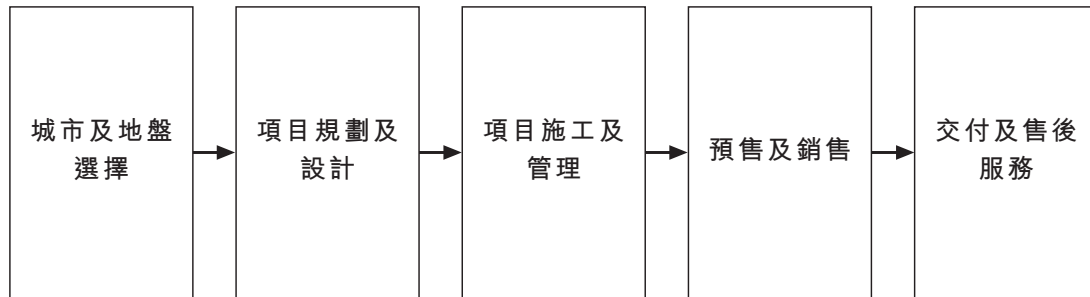 城市及地盤
選擇
項目規劃及
設計
項目施工及
管理
預售及銷售
交付及售後
服務